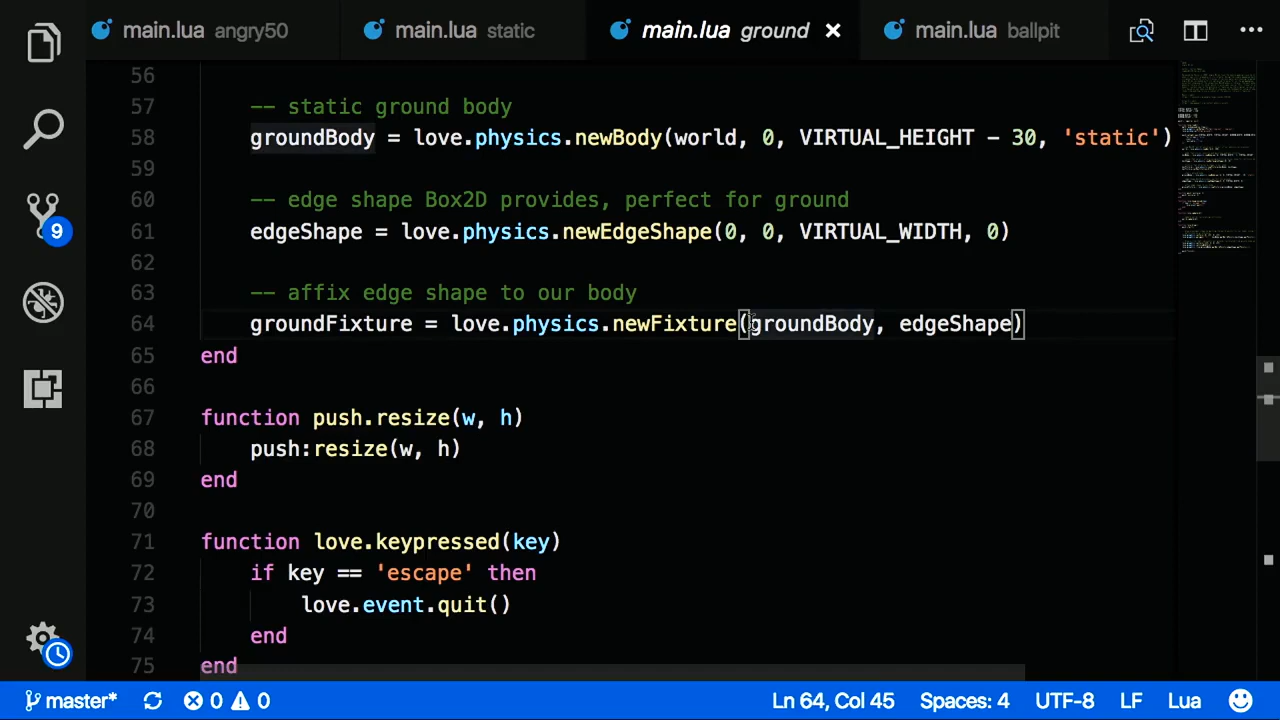 main.lua angry50 main.lua static main.lua ground main.lua ballpit
56
57 -- static ground body
58 groundBody = love.physics.newBody(world, 0, VIRTUAL_HEIGHT - 30, 'static')
59
60 -- edge shape Box2D provides, perfect for ground
61 edgeShape = love.physics.newEdgeShape(0, 0, VIRTUAL_WIDTH, 0)
62
63 -- affix edge shape to our body
64 groundFixture = love.physics.newFixture(groundBody, edgeShape)
65 end
66
67 function push.resize(w, h)
68 push:resize(w, h)
69 end
70
71 function love.keypressed(key)
72 if key == 'escape' then
73 love.event.quit()
74 end
75 end
9
master* 0 0 Ln 64, Col 45 Spaces: 4 UTF-8 LF Lua